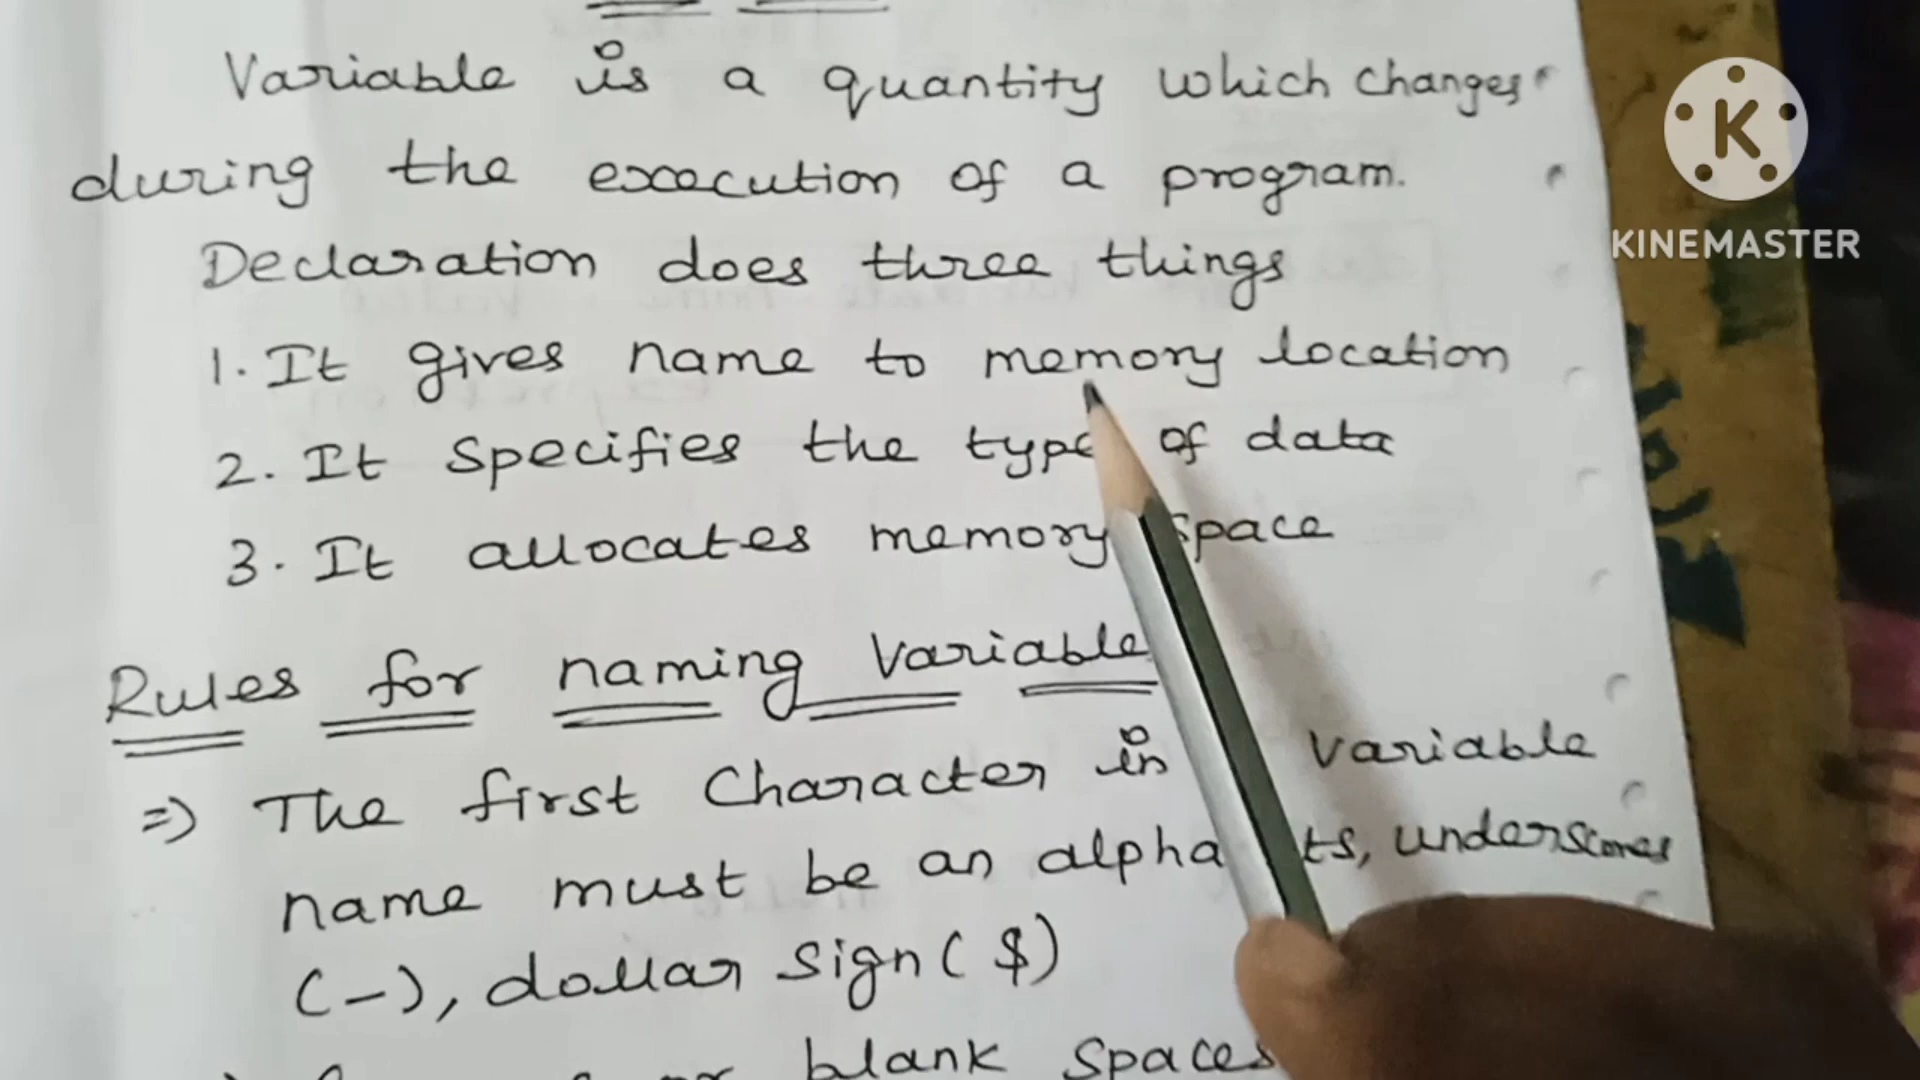 Variable is a quantity which changes
during the execution of a program.
Declaration does three things
1. It gives name to memory location
2. It specifies the type of data
3. It allocates memory space
Rules for naming Variable
=> The first Character in variable
name must be an alpha ts, underscores
(-), dollar sign ( $ )
blank spaces
K
KINEMASTER